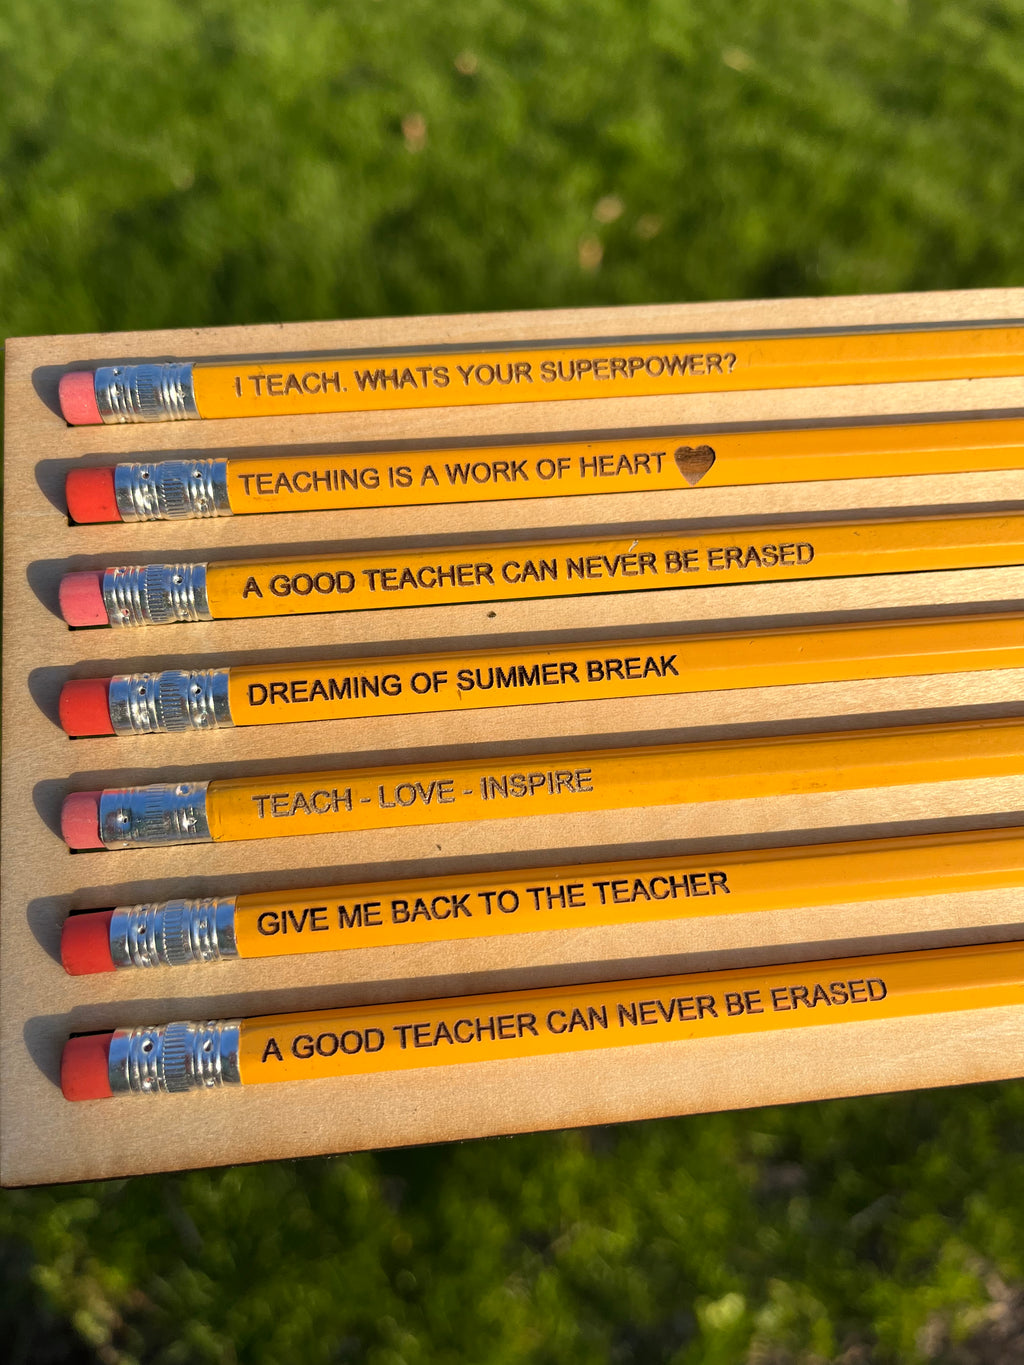 I TEACH. WHATS YOUR SUPERPOWER?
TEACHING IS A WORK OF HEART
A GOOD TEACHER CAN NEVER BE ERASED
DREAMING OF SUMMER BREAK
TEACH - LOVE - INSPIRE
GIVE ME BACK TO THE TEACHER
A GOOD TEACHER CAN NEVER BE ERASED